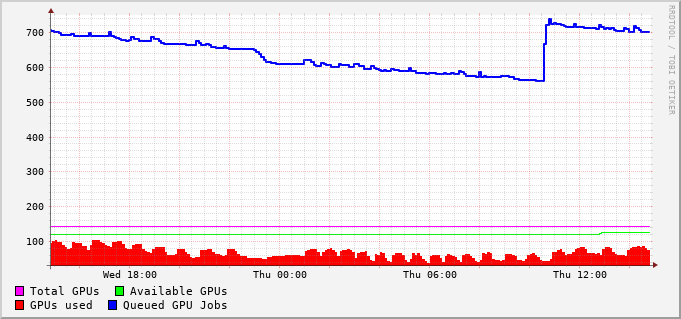 RRDTOOL / TOBI OETIKER
700
600
500
400
300
200
100
Wed 18:00 Thu 00:00 Thu 06:00 Thu 12:00
Total GPUs Available GPUs
GPUs used Queued GPU Jobs